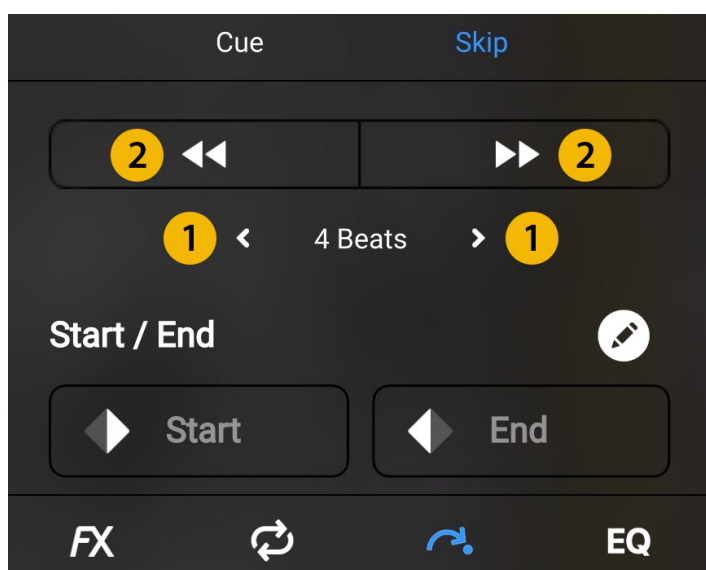 Cue Skip
2 2
1 4 Beats 1
Start / End
Start End
FX EQ